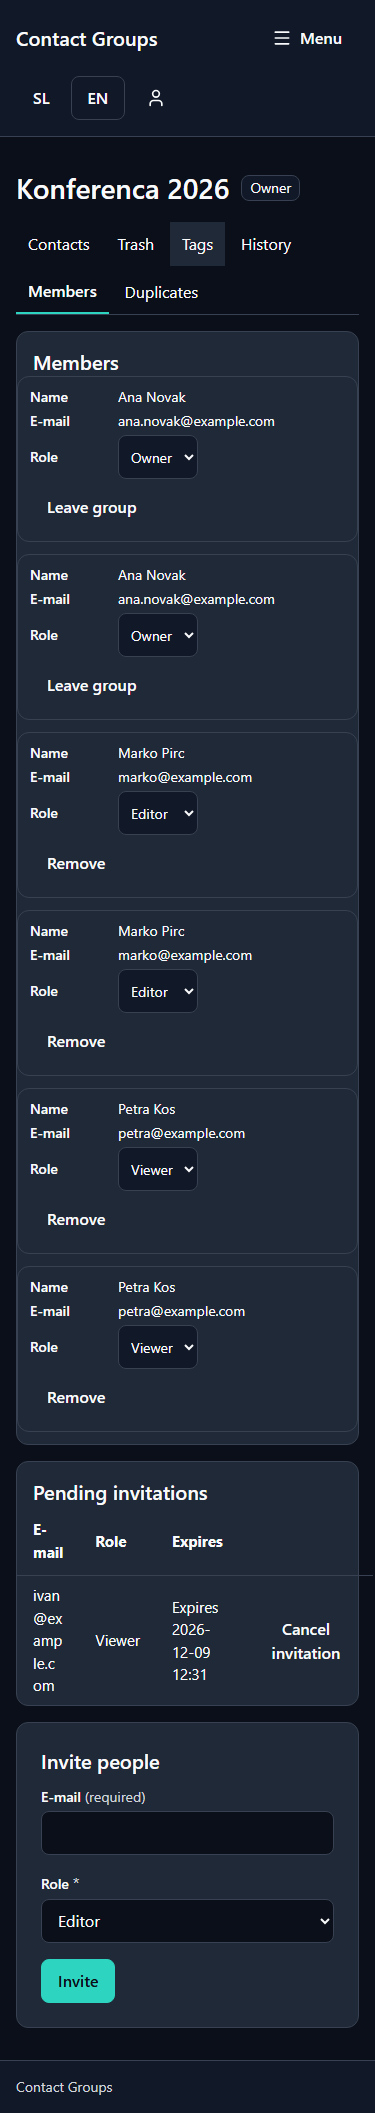 Contact Groups
Menu
SL
EN
Konferenca 2026
Owner
Contacts
Trash
Tags
History
Members
Duplicates
Members
Name Ana Novak
E-mail ana.novak@example.com
Role Owner
Leave group
Name Ana Novak
E-mail ana.novak@example.com
Role Owner
Leave group
Name Marko Pirc
E-mail marko@example.com
Role Editor
Remove
Name Marko Pirc
E-mail marko@example.com
Role Editor
Remove
Name Petra Kos
E-mail petra@example.com
Role Viewer
Remove
Name Petra Kos
E-mail petra@example.com
Role Viewer
Remove
Pending invitations
E-
mail
Role
Expires
ivan
@ex
amp
le.c
om
Viewer
Expires
2026-
12-09
12:31
Cancel
invitation
Invite people
E-mail (required)
Role *
Editor
Invite
Contact Groups